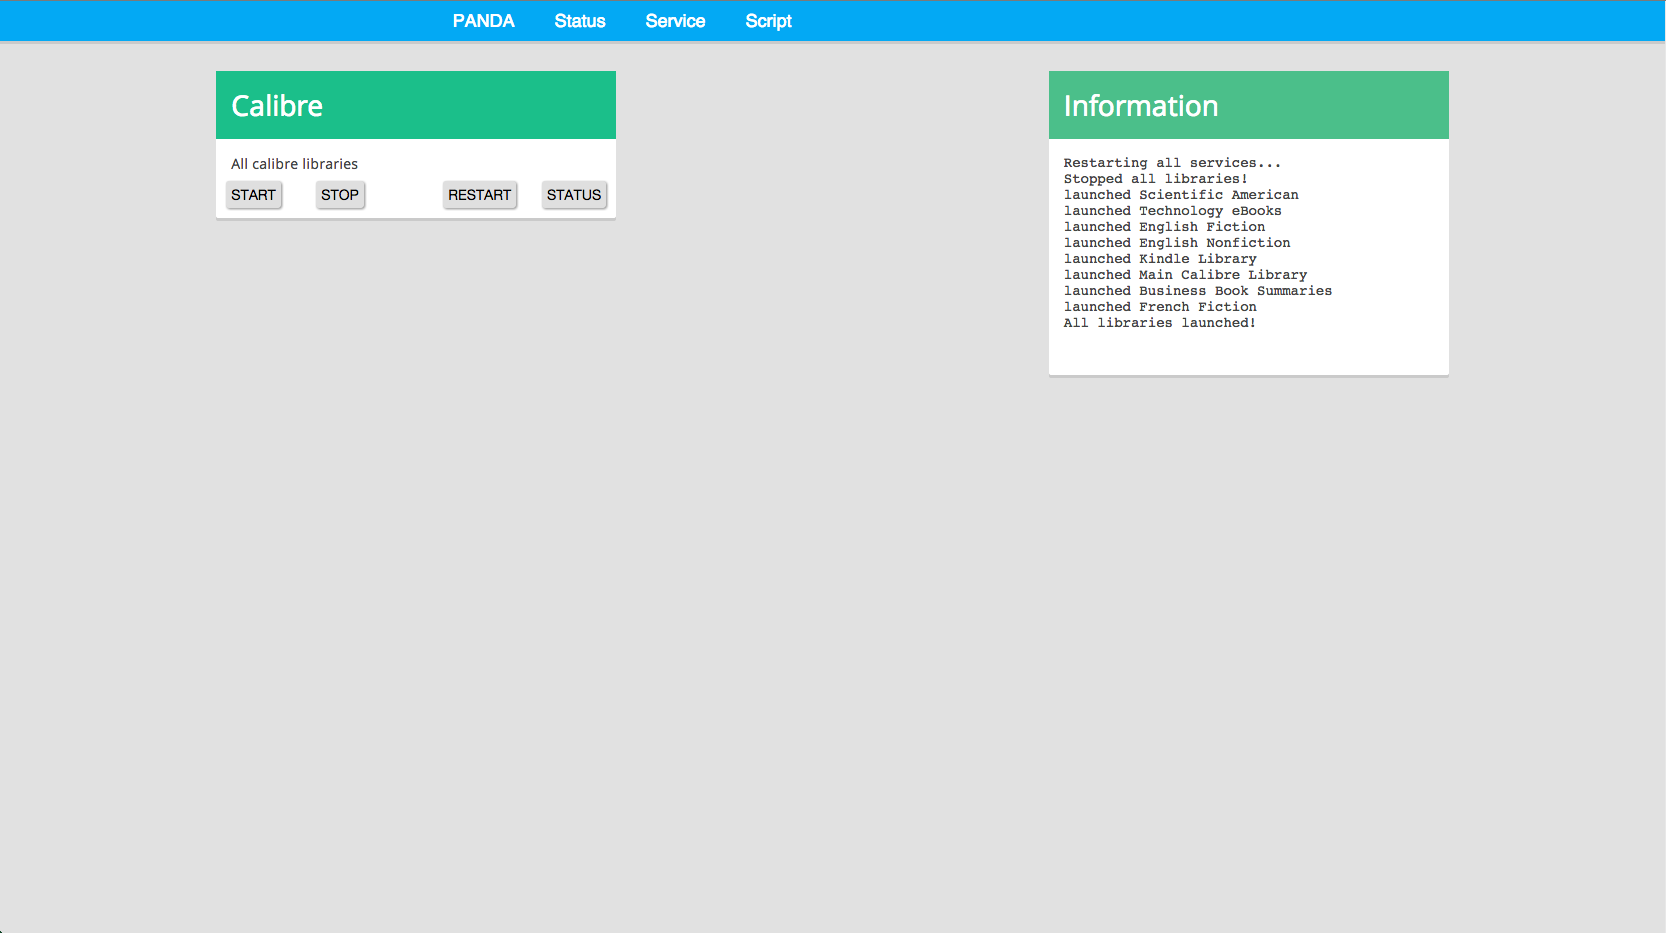 PANDA Status Service Script
Calibre
All calibre libraries
START STOP RESTART STATUS
Information
Restarting all services...
Stopped all libraries!
launched Scientific American
launched Technology eBooks
launched English Fiction
launched English Nonfiction
launched Kindle Library
launched Main Calibre Library
launched Business Book Summaries
launched French Fiction
All libraries launched!